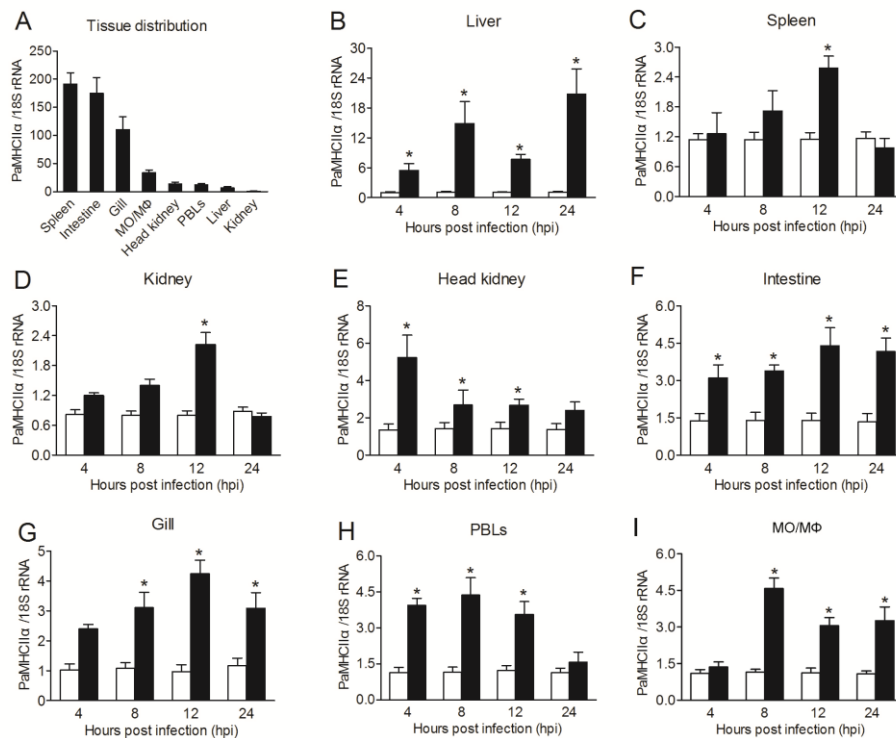 A
Tissue distribution
PaMHCIIα /18S rRNA
250
200
150
100
50
0
Spleen
Intestine
Gill
MO/MΦ
Head kidney
PBLs
Liver
Kidney
B
Liver
PaMHCIIα /18S rRNA
30
24
18
12
6
0
* * * *
4 8 12 24
Hours post infection (hpi)
C
Spleen
PaMHCIIα /18S rRNA
3.0
2.4
1.8
1.2
0.6
0.0
*
4 8 12 24
Hours post infection (hpi)
D
Kidney
PaMHCIIα /18S rRNA
3.0
2.4
1.8
1.2
0.6
0.0
*
4 8 12 24
Hours post infection (hpi)
E
Head kidney
PaMHCIIα /18S rRNA
8
6
4
2
0
* * *
4 8 12 24
Hours post infection (hpi)
F
Intestine
PaMHCIIα /18S rRNA
6.0
4.5
3.0
1.5
0.0
* * * *
4 8 12 24
Hours post infection (hpi)
G
Gill
PaMHCIIα /18S rRNA
5
4
3
2
1
0
* * *
4 8 12 24
Hours post infection (hpi)
H
PBLs
PaMHCIIα /18S rRNA
6.0
4.5
3.0
1.5
0.0
* * *
4 8 12 24
Hours post infection (hpi)
I
MO/MΦ
PaMHCIIα /18S rRNA
6.0
4.5
3.0
1.5
0.0
* * *
4 8 12 24
Hours post infection (hpi)